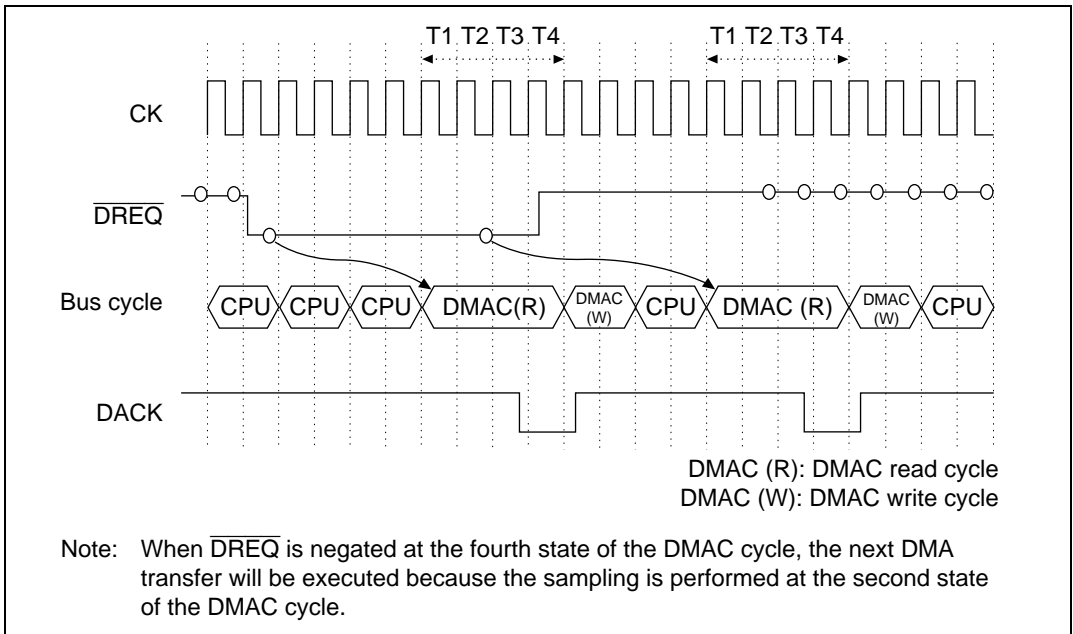 T1 T2 T3 T4 T1 T2 T3 T4
CK
DREQ
Bus cycle CPU CPU CPU DMAC(R) DMAC (W) CPU DMAC (R) DMAC (W) CPU
DACK
DMAC (R): DMAC read cycle
DMAC (W): DMAC write cycle
Note: When DREQ is negated at the fourth state of the DMAC cycle, the next DMA
transfer will be executed because the sampling is performed at the second state
of the DMAC cycle.